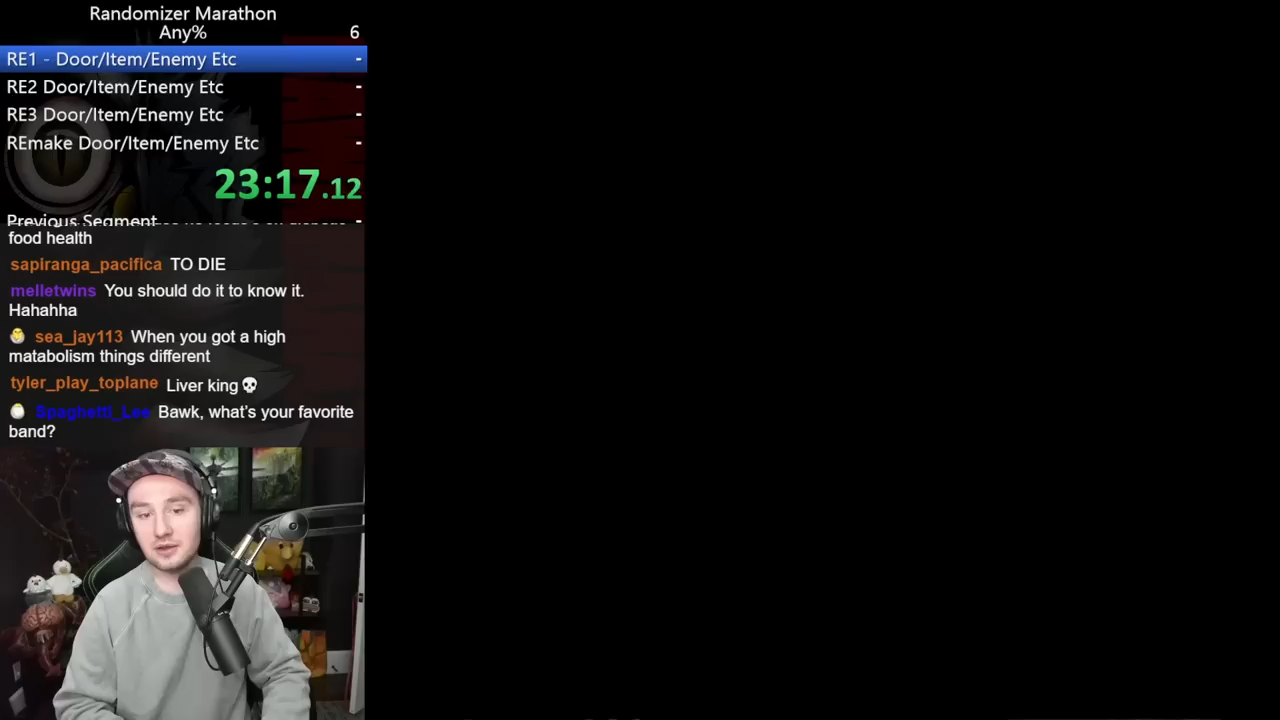 Randomizer Marathon
Any% 6
RE1 - Door/Item/Enemy Etc -
RE2 Door/Item/Enemy Etc -
RE3 Door/Item/Enemy Etc -
REmake Door/Item/Enemy Etc -
23:17.12
Previous Segment -
food health
sapiranga_pacifica TO DIE
melletwins You should do it to know it.
Hahahha
sea_jay113 When you got a high
matabolism things different
tyler_play_toplane Liver king💀
Spaghetti_Lee Bawk, what's your favorite
band?